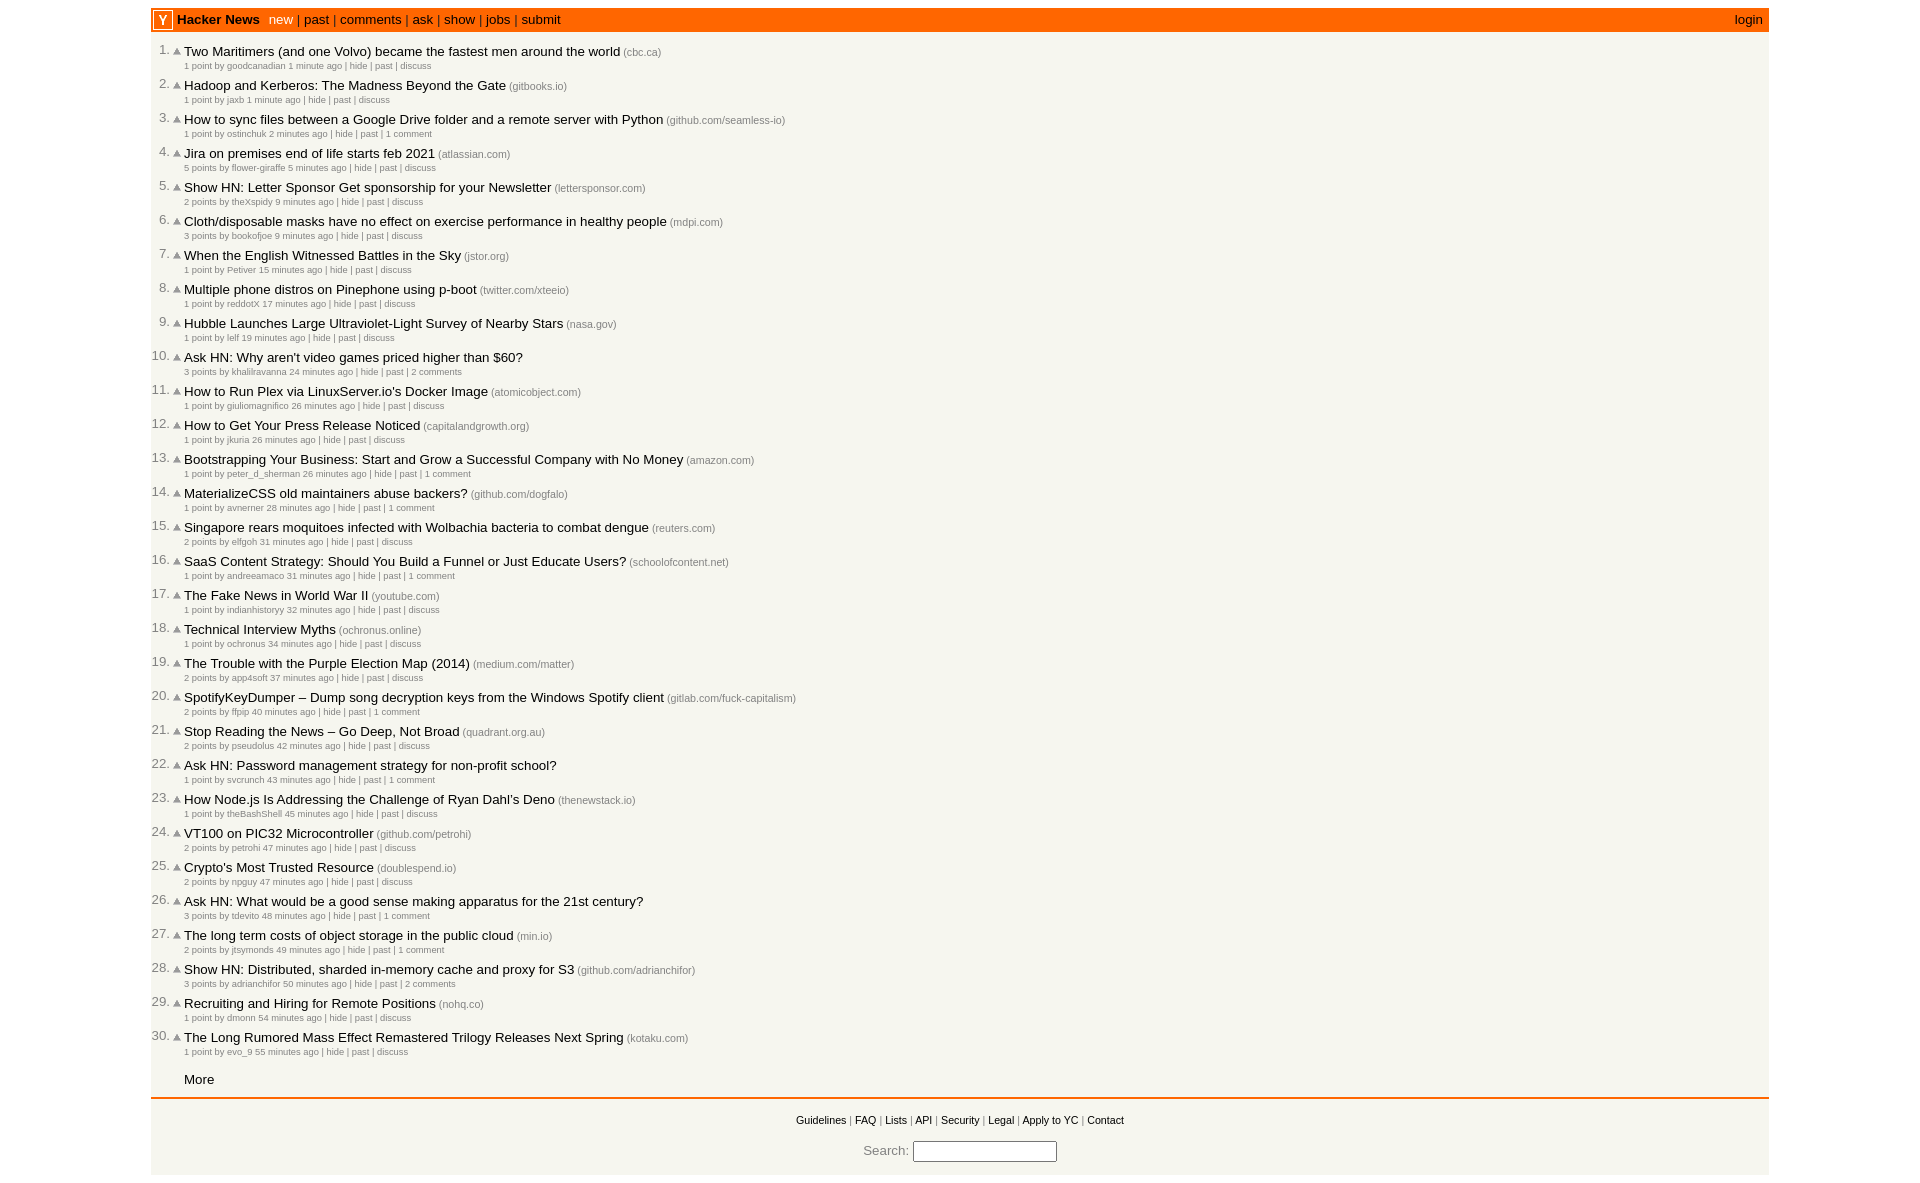 Y Hacker News new | past | comments | ask | show | jobs | submit login
1. Two Maritimers (and one Volvo) became the fastest men around the world (cbc.ca)
1 point by goodcanadian 1 minute ago | hide | past | discuss
2. Hadoop and Kerberos: The Madness Beyond the Gate (gitbooks.io)
1 point by jaxb 1 minute ago | hide | past | discuss
3. How to sync files between a Google Drive folder and a remote server with Python (github.com/seamless-io)
1 point by ostinchuk 2 minutes ago | hide | past | 1 comment
4. Jira on premises end of life starts feb 2021 (atlassian.com)
5 points by flower-giraffe 5 minutes ago | hide | past | discuss
5. Show HN: Letter Sponsor Get sponsorship for your Newsletter (lettersponsor.com)
2 points by theXspidy 9 minutes ago | hide | past | discuss
6. Cloth/disposable masks have no effect on exercise performance in healthy people (mdpi.com)
3 points by bookofjoe 9 minutes ago | hide | past | discuss
7. When the English Witnessed Battles in the Sky (jstor.org)
1 point by Petiver 15 minutes ago | hide | past | discuss
8. Multiple phone distros on Pinephone using p-boot (twitter.com/xteeio)
1 point by reddotX 17 minutes ago | hide | past | discuss
9. Hubble Launches Large Ultraviolet-Light Survey of Nearby Stars (nasa.gov)
1 point by lelf 19 minutes ago | hide | past | discuss
10. Ask HN: Why aren't video games priced higher than $60?
3 points by khalilravanna 24 minutes ago | hide | past | 2 comments
11. How to Run Plex via LinuxServer.io's Docker Image (atomicobject.com)
1 point by giuliomagnifico 26 minutes ago | hide | past | discuss
12. How to Get Your Press Release Noticed (capitalandgrowth.org)
1 point by jkuria 26 minutes ago | hide | past | discuss
13. Bootstrapping Your Business: Start and Grow a Successful Company with No Money (amazon.com)
1 point by peter_d_sherman 26 minutes ago | hide | past | 1 comment
14. MaterializeCSS old maintainers abuse backers? (github.com/dogfalo)
1 point by avnerner 28 minutes ago | hide | past | 1 comment
15. Singapore rears moquitoes infected with Wolbachia bacteria to combat dengue (reuters.com)
2 points by elfgoh 31 minutes ago | hide | past | discuss
16. SaaS Content Strategy: Should You Build a Funnel or Just Educate Users? (schoolofcontent.net)
1 point by andreeamaco 31 minutes ago | hide | past | 1 comment
17. The Fake News in World War II (youtube.com)
1 point by indianhistoryy 32 minutes ago | hide | past | discuss
18. Technical Interview Myths (ochronus.online)
1 point by ochronus 34 minutes ago | hide | past | discuss
19. The Trouble with the Purple Election Map (2014) (medium.com/matter)
2 points by app4soft 37 minutes ago | hide | past | discuss
20. SpotifyKeyDumper – Dump song decryption keys from the Windows Spotify client (gitlab.com/fuck-capitalism)
2 points by ffpip 40 minutes ago | hide | past | 1 comment
21. Stop Reading the News – Go Deep, Not Broad (quadrant.org.au)
2 points by pseudolus 42 minutes ago | hide | past | discuss
22. Ask HN: Password management strategy for non-profit school?
1 point by svcrunch 43 minutes ago | hide | past | 1 comment
23. How Node.js Is Addressing the Challenge of Ryan Dahl’s Deno (thenewstack.io)
1 point by theBashShell 45 minutes ago | hide | past | discuss
24. VT100 on PIC32 Microcontroller (github.com/petrohi)
2 points by petrohi 47 minutes ago | hide | past | discuss
25. Crypto's Most Trusted Resource (doublespend.io)
2 points by npguy 47 minutes ago | hide | past | discuss
26. Ask HN: What would be a good sense making apparatus for the 21st century?
3 points by tdevito 48 minutes ago | hide | past | 1 comment
27. The long term costs of object storage in the public cloud (min.io)
2 points by jtsymonds 49 minutes ago | hide | past | 1 comment
28. Show HN: Distributed, sharded in-memory cache and proxy for S3 (github.com/adrianchifor)
3 points by adrianchifor 50 minutes ago | hide | past | 2 comments
29. Recruiting and Hiring for Remote Positions (nohq.co)
1 point by dmonn 54 minutes ago | hide | past | discuss
30. The Long Rumored Mass Effect Remastered Trilogy Releases Next Spring (kotaku.com)
1 point by evo_9 55 minutes ago | hide | past | discuss
More
Guidelines | FAQ | Lists | API | Security | Legal | Apply to YC | Contact
Search: